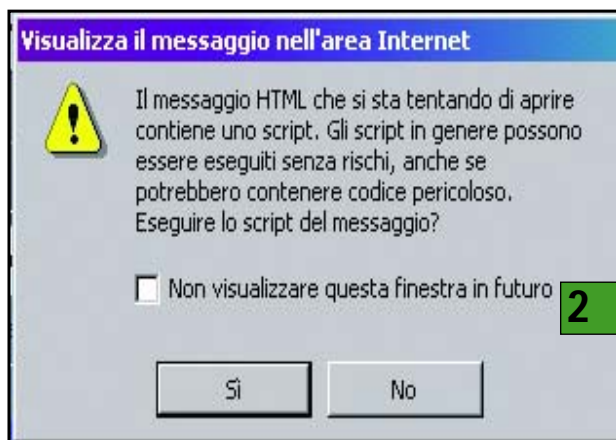 Visualizza il messaggio nell'area Internet
Il messaggio HTML che si sta tentando di aprire
contiene uno script. Gli script in genere possono
essere eseguiti senza rischi, anche se
potrebbero contenere codice pericoloso.
Eseguire lo script del messaggio?
Non visualizzare questa finestra in futuro
2
Sì
No